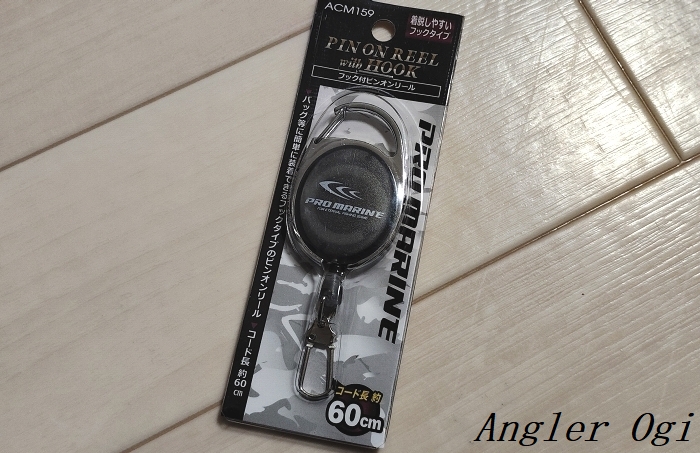 ACM159
着脱しやすい
フックタイプ
PIN ON REEL
with HOOK
フック付ピンオンリール
▼バッグ等に簡単に装着できるフックタイプのピンオンリール
▼コード長 約60cm
PRO MARINE
PRO MARINE
コード長 約
60cm
Angler Ogi